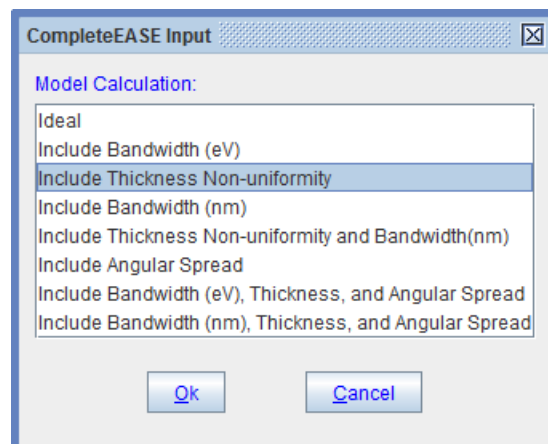 CompleteEASE Input
Model Calculation:
Ideal
Include Bandwidth (eV)
Include Thickness Non-uniformity
Include Bandwidth (nm)
Include Thickness Non-uniformity and Bandwidth(nm)
Include Angular Spread
Include Bandwidth (eV), Thickness, and Angular Spread
Include Bandwidth (nm), Thickness, and Angular Spread
Ok
Cancel